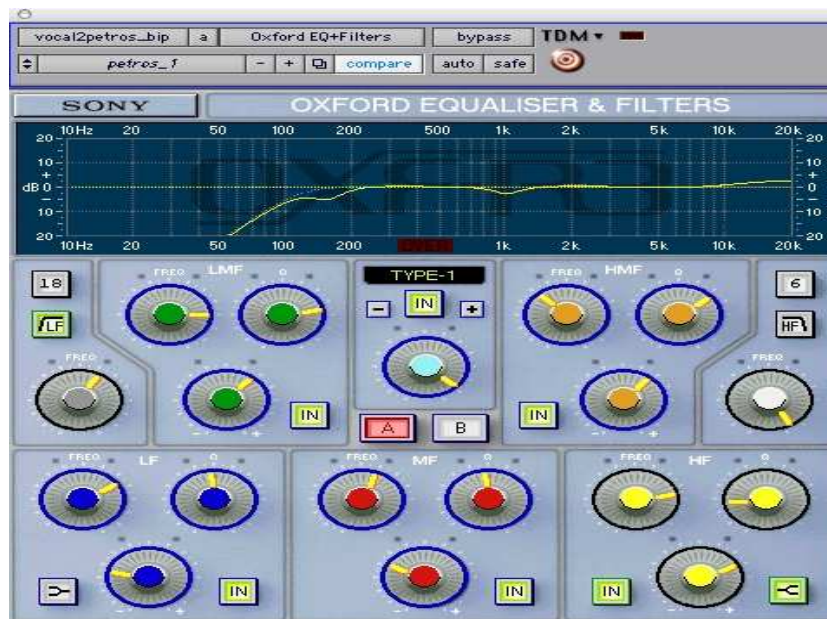 vocal2petros_bip a Oxford EQ+Filters bypass TDM
petros_1 - + compare auto safe
SONY OXFORD EQUALISER & FILTERS
10Hz 20 50 100 200 500 1k 2k 5k 10k 20k
20 20
10 10
+ +
dB 0 0
- -
10 10
20 20
10Hz 20 50 100 200 OVER 1k 2k 5k 10k 20k
oxford
18 FREQ LMF Q TYPE-1 FREQ HMF Q 6
LF - IN + HF
FREQ FREQ
IN IN
- + - +
A B
FREQ LF Q FREQ MF Q FREQ HF Q
IN IN IN
- + - + - +